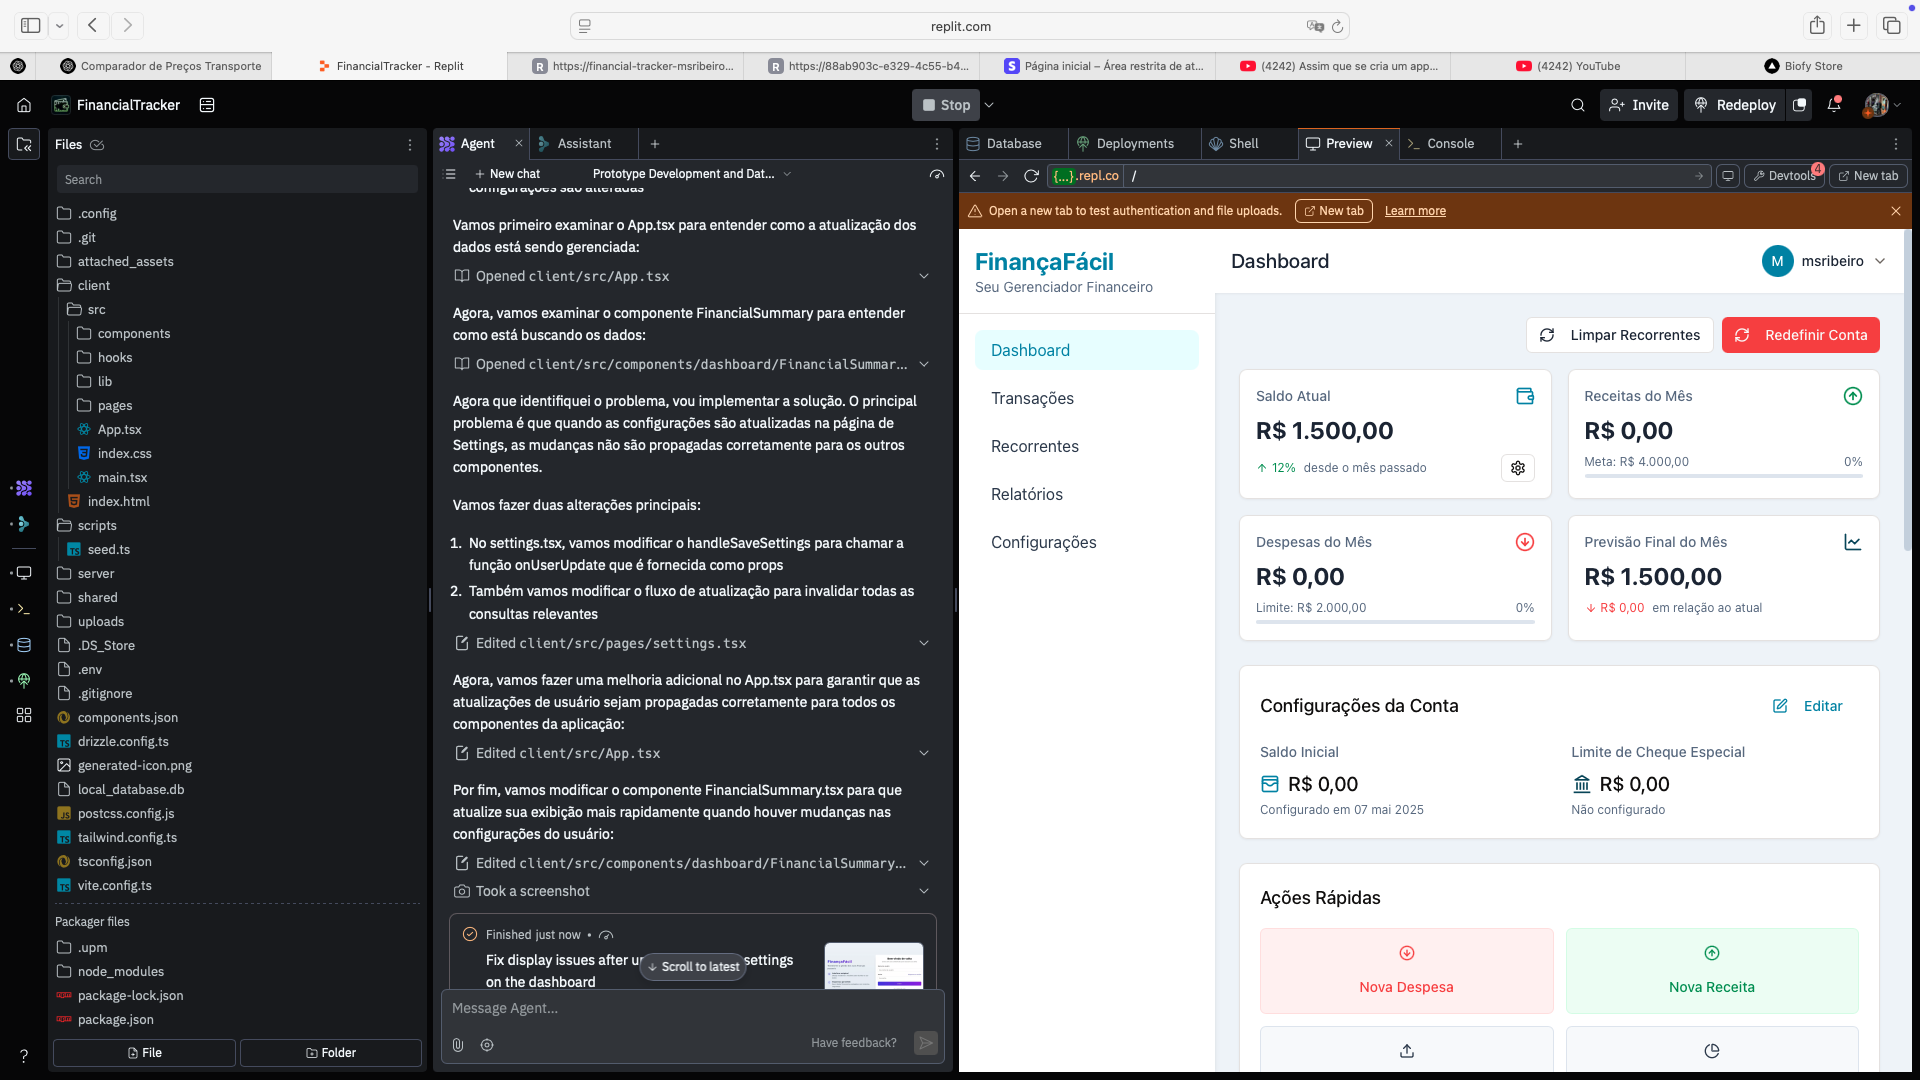 replit.com
Comparador de Preços Transporte
FinancialTracker - Replit
https://financial-tracker-msribeiro...
https://88ab903c-e329-4c55-b4...
Página inicial – Área restrita de at...
(4242) Assim que se cria um app...
(4242) YouTube
Biofy Store
FinancialTracker
Stop
Invite
Redeploy
Files
Search
.config
.git
attached_assets
client
src
components
hooks
lib
pages
App.tsx
index.css
main.tsx
index.html
scripts
seed.ts
server
shared
uploads
.DS_Store
.env
.gitignore
components.json
drizzle.config.ts
generated-icon.png
local_database.db
postcss.config.js
tailwind.config.ts
tsconfig.json
vite.config.ts
Packager files
.upm
node_modules
package-lock.json
package.json
File
Folder
Agent
Assistant
New chat
Prototype Development and Dat...
configurações são alteradas
Vamos primeiro examinar o App.tsx para entender como a atualização dos
dados está sendo gerenciada:
Opened client/src/App.tsx
Agora, vamos examinar o componente FinancialSummary para entender
como está buscando os dados:
Opened client/src/components/dashboard/FinancialSummar...
Agora que identifiquei o problema, vou implementar a solução. O principal
problema é que quando as configurações são atualizadas na página de
Settings, as mudanças não são propagadas corretamente para os outros
componentes.
Vamos fazer duas alterações principais:
1. No settings.tsx, vamos modificar o handleSaveSettings para chamar a
função onUserUpdate que é fornecida como props
2. Também vamos modificar o fluxo de atualização para invalidar todas as
consultas relevantes
Edited client/src/pages/settings.tsx
Agora, vamos fazer uma melhoria adicional no App.tsx para garantir que as
atualizações de usuário sejam propagadas corretamente para todos os
componentes da aplicação:
Edited client/src/App.tsx
Por fim, vamos modificar o componente FinancialSummary.tsx para que
atualize sua exibição mais rapidamente quando houver mudanças nas
configurações do usuário:
Edited client/src/components/dashboard/FinancialSummary...
Took a screenshot
Finished just now •
Fix display issues after settings
on the dashboard
Scroll to latest
Message Agent...
Have feedback?
Database
Deployments
Shell
Preview
Console
{...}.repl.co /
Devtools
4
New tab
Open a new tab to test authentication and file uploads.
New tab
Learn more
FinançaFácil
Seu Gerenciador Financeiro
Dashboard
Transações
Recorrentes
Relatórios
Configurações
Dashboard
M
msribeiro
Limpar Recorrentes
Redefinir Conta
Saldo Atual
R$ 1.500,00
12% desde o mês passado
Receitas do Mês
R$ 0,00
Meta: R$ 4.000,00
0%
Despesas do Mês
R$ 0,00
Limite: R$ 2.000,00
0%
Previsão Final do Mês
R$ 1.500,00
R$ 0,00 em relação ao atual
Configurações da Conta
Editar
Saldo Inicial
R$ 0,00
Configurado em 07 mai 2025
Limite de Cheque Especial
R$ 0,00
Não configurado
Ações Rápidas
Nova Despesa
Nova Receita